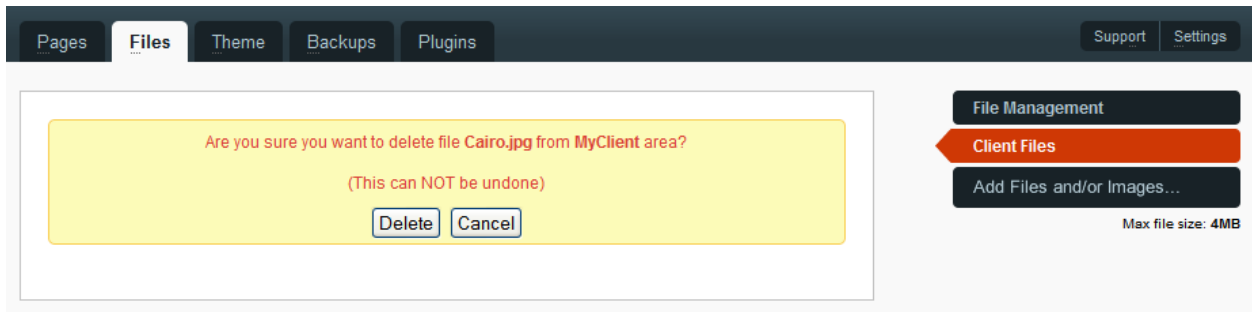 Pages Files Theme Backups Plugins Support Settings
Are you sure you want to delete file Cairo.jpg from MyClient area?
(This can NOT be undone)
Delete Cancel
File Management
Client Files
Add Files and/or Images...
Max file size: 4MB